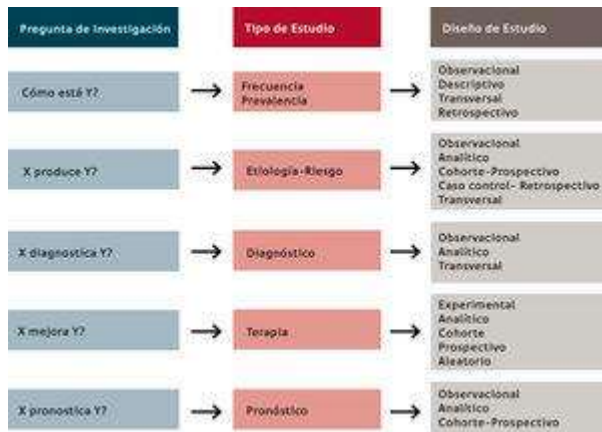 Pregunta de Investigación
Tipo de Estudio
Diseño de Estudio
Cómo está Y?
Frecuencia
Prevalencia
Observacional
Descriptivo
Transversal
Retrospectivo
X produce Y?
Etiología-Riesgo
Observacional
Analítico
Cohorte-Prospectivo
Caso control- Retrospectivo
Transversal
X diagnostica Y?
Diagnóstico
Observacional
Analítico
Transversal
X mejora Y?
Terapia
Experimental
Analítico
Cohorte
Prospectivo
Aleatorio
X pronostica Y?
Pronóstico
Observacional
Analítico
Cohorte-Prospectivo